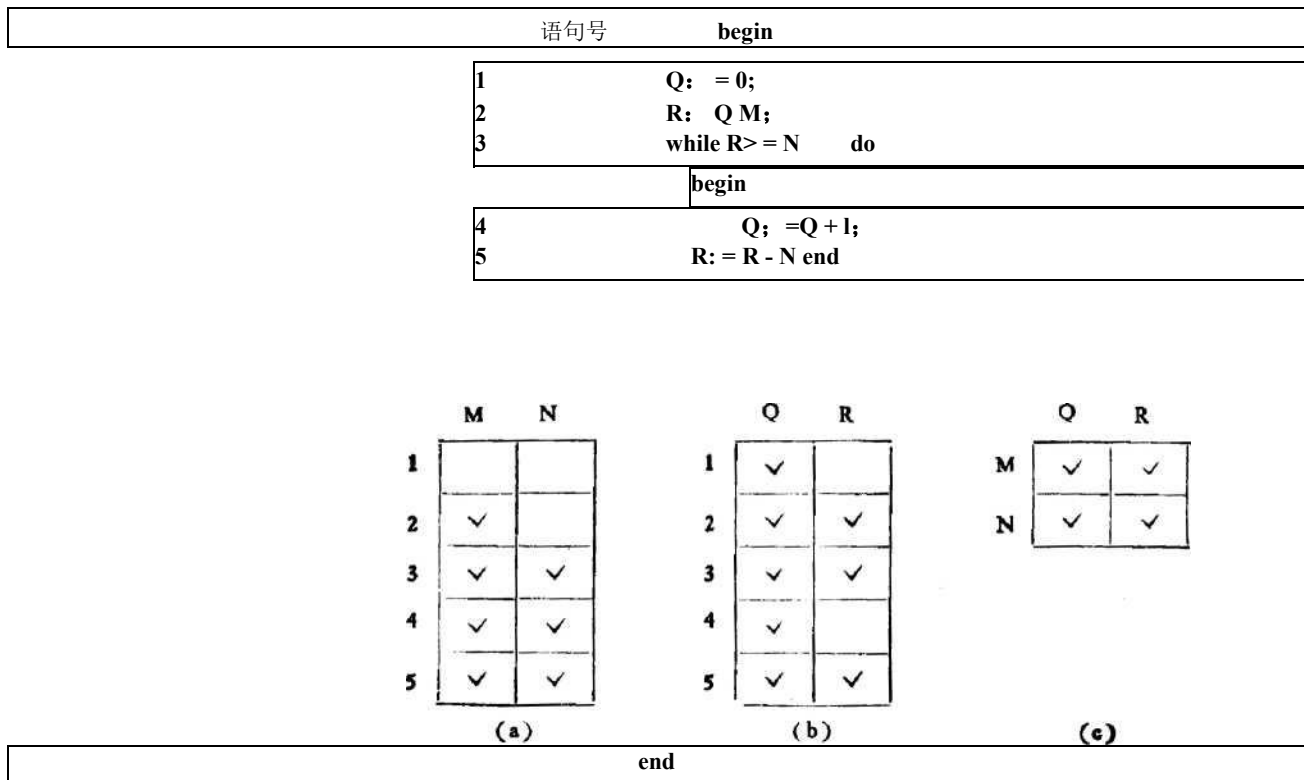 语句号 begin
1 Q： = 0;
2 R： Q M；
3 while R> = N do
begin
4 Q；=Q + l；
5 R: = R - N end
M N
1
2 ✓
3 ✓ ✓
4 ✓ ✓
5 ✓ ✓
(a)
Q R
1 ✓
2 ✓ ✓
3 ✓ ✓
4 ✓
5 ✓ ✓
(b)
Q R
M ✓ ✓
N ✓ ✓
(c)
end